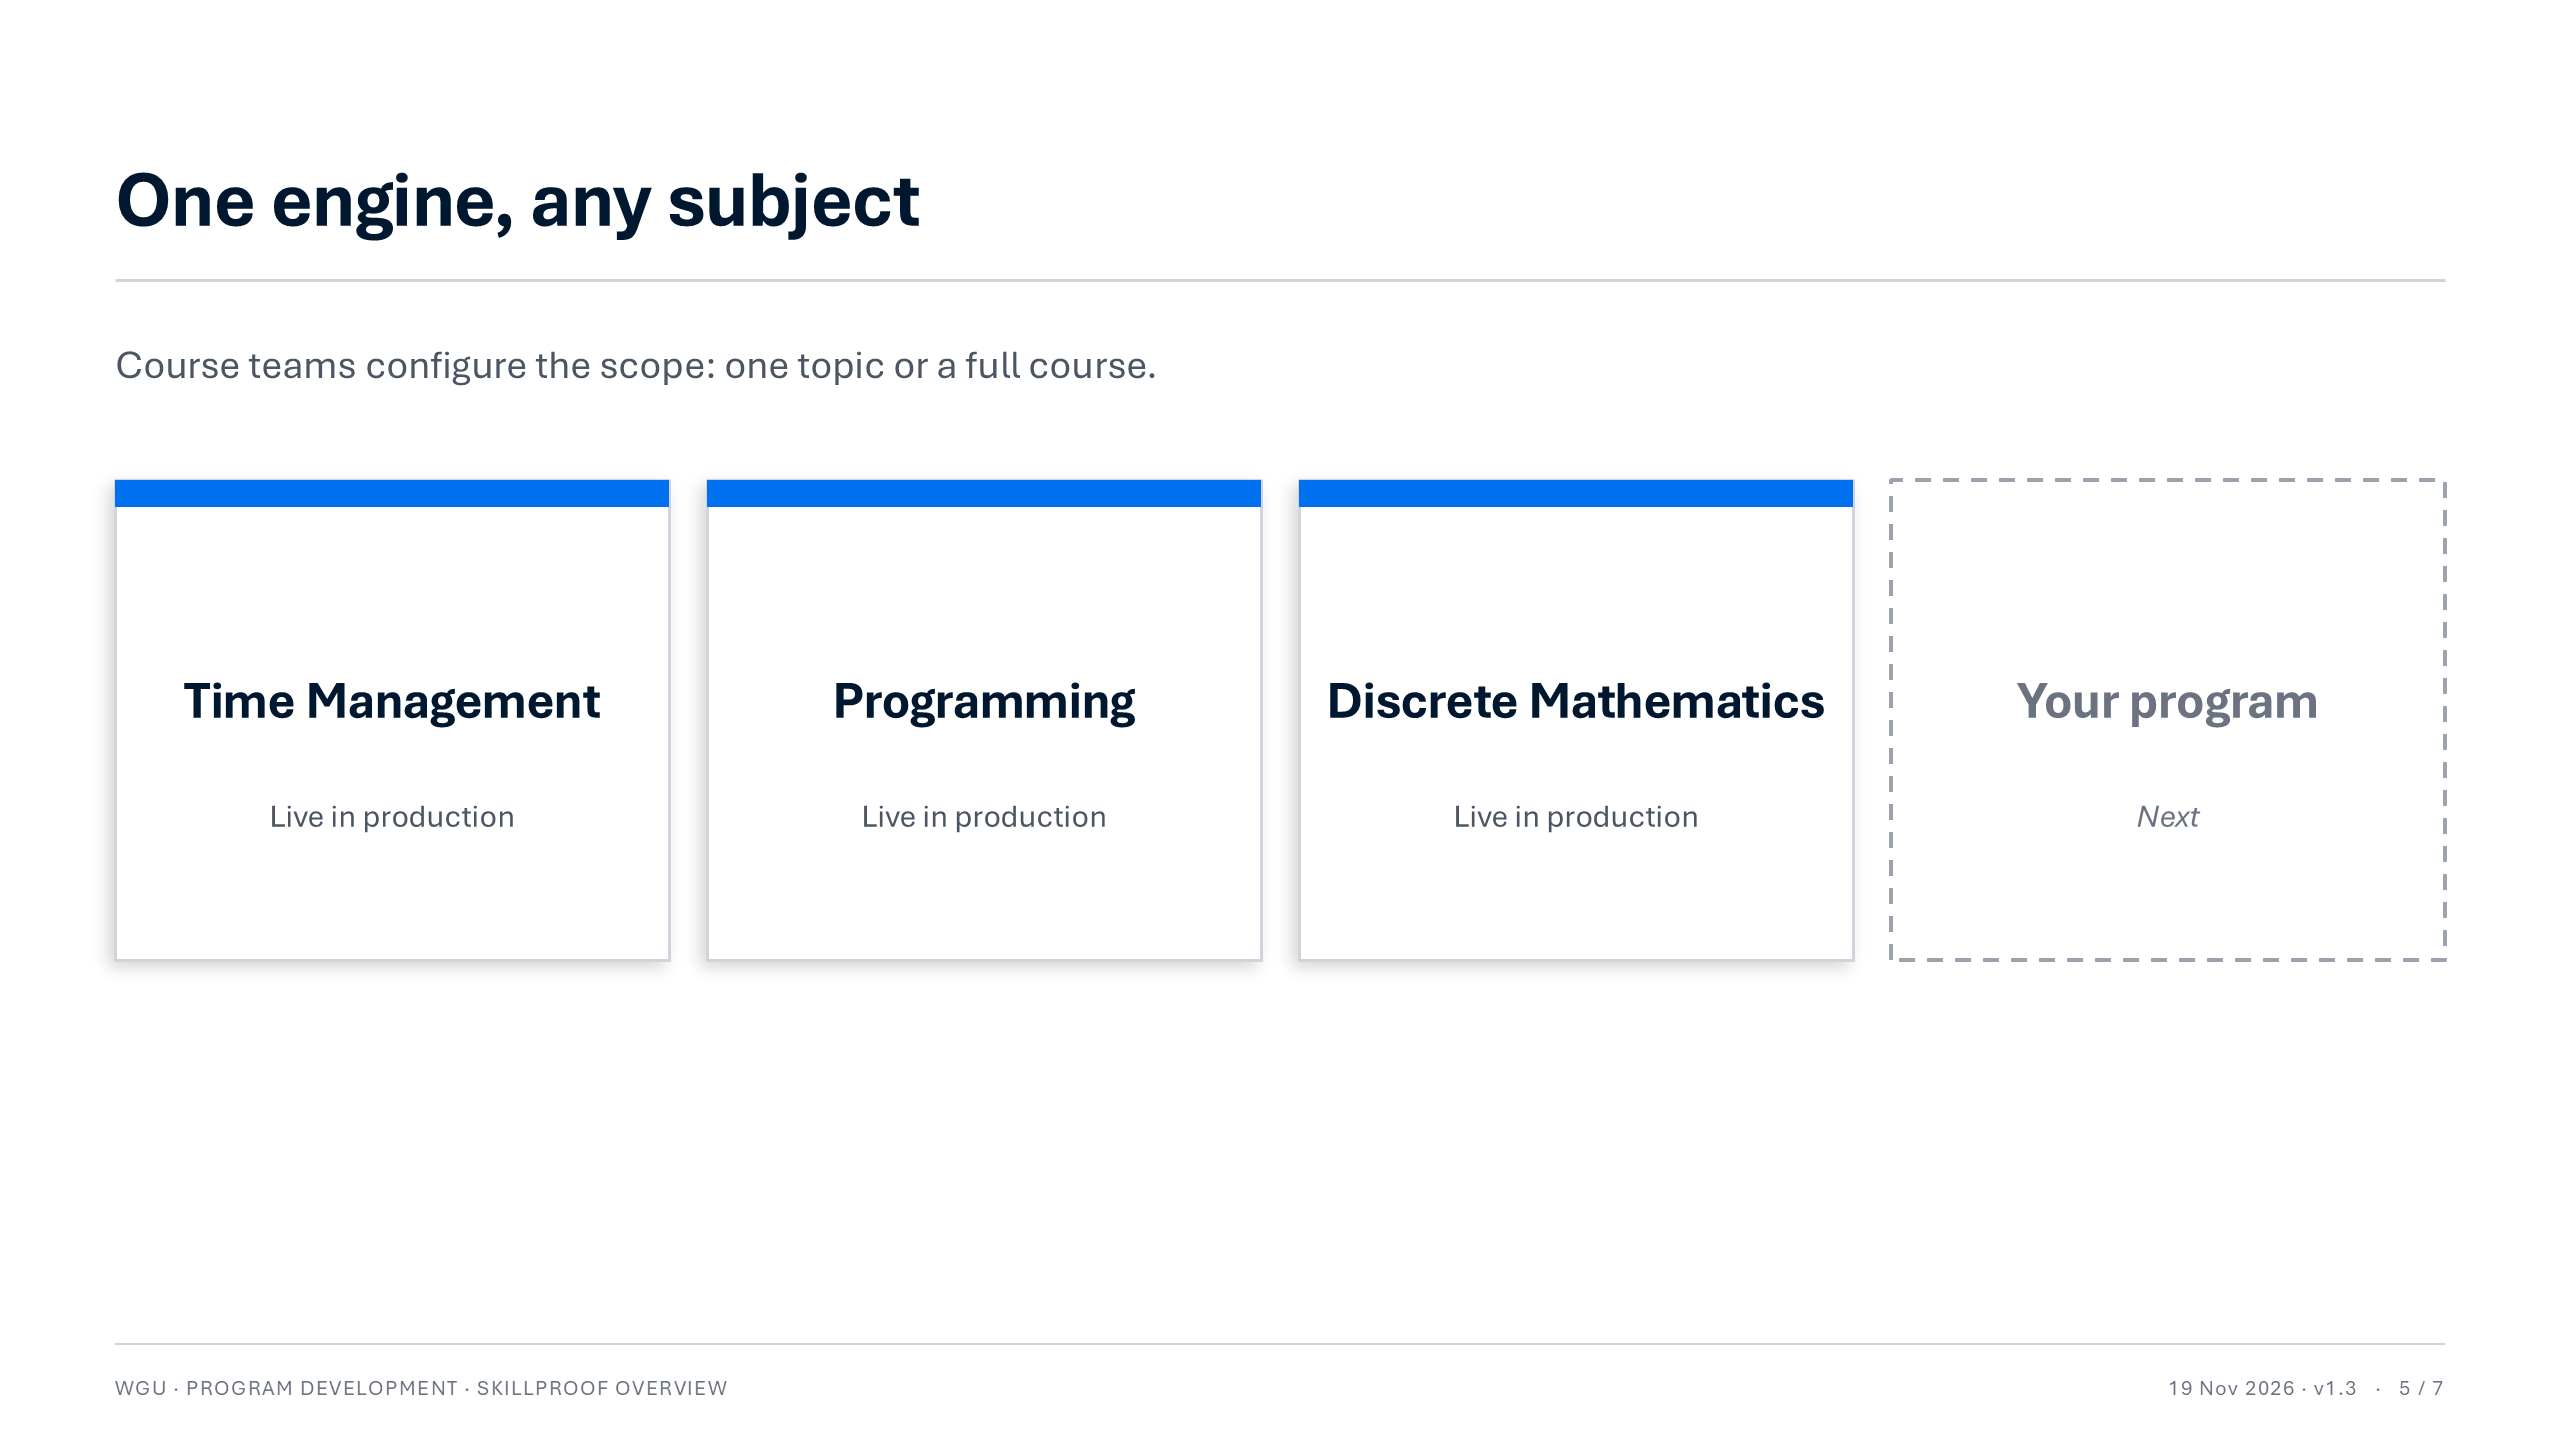 One engine, any subject
Course teams configure the scope: one topic or a full course.
Time Management
Live in production
Programming
Live in production
Discrete Mathematics
Live in production
Your program
Next
WGU · PROGRAM DEVELOPMENT · SKILLPROOF OVERVIEW
19 Nov 2026 · v1.3 · 5 / 7